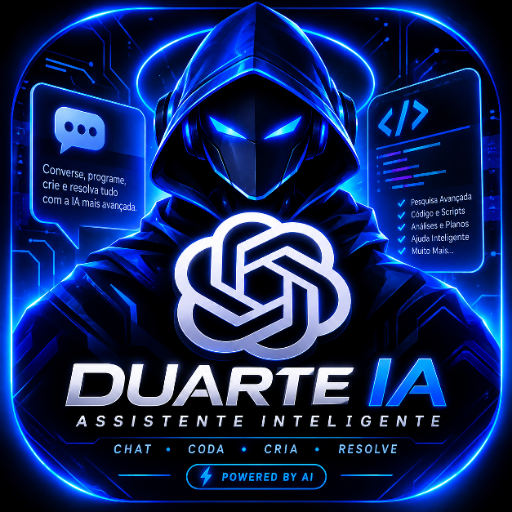 Converse, programe,
crie e resolva tudo
com a IA mais avançada.
</>
Pesquisa Avançada
Código e Scripts
Análises e Planos
Ajuda Inteligente
Muito Mais...
DUARTE IA
ASSISTENTE INTELIGENTE
CHAT • CODA • CRIA • RESOLVE
POWERED BY AI